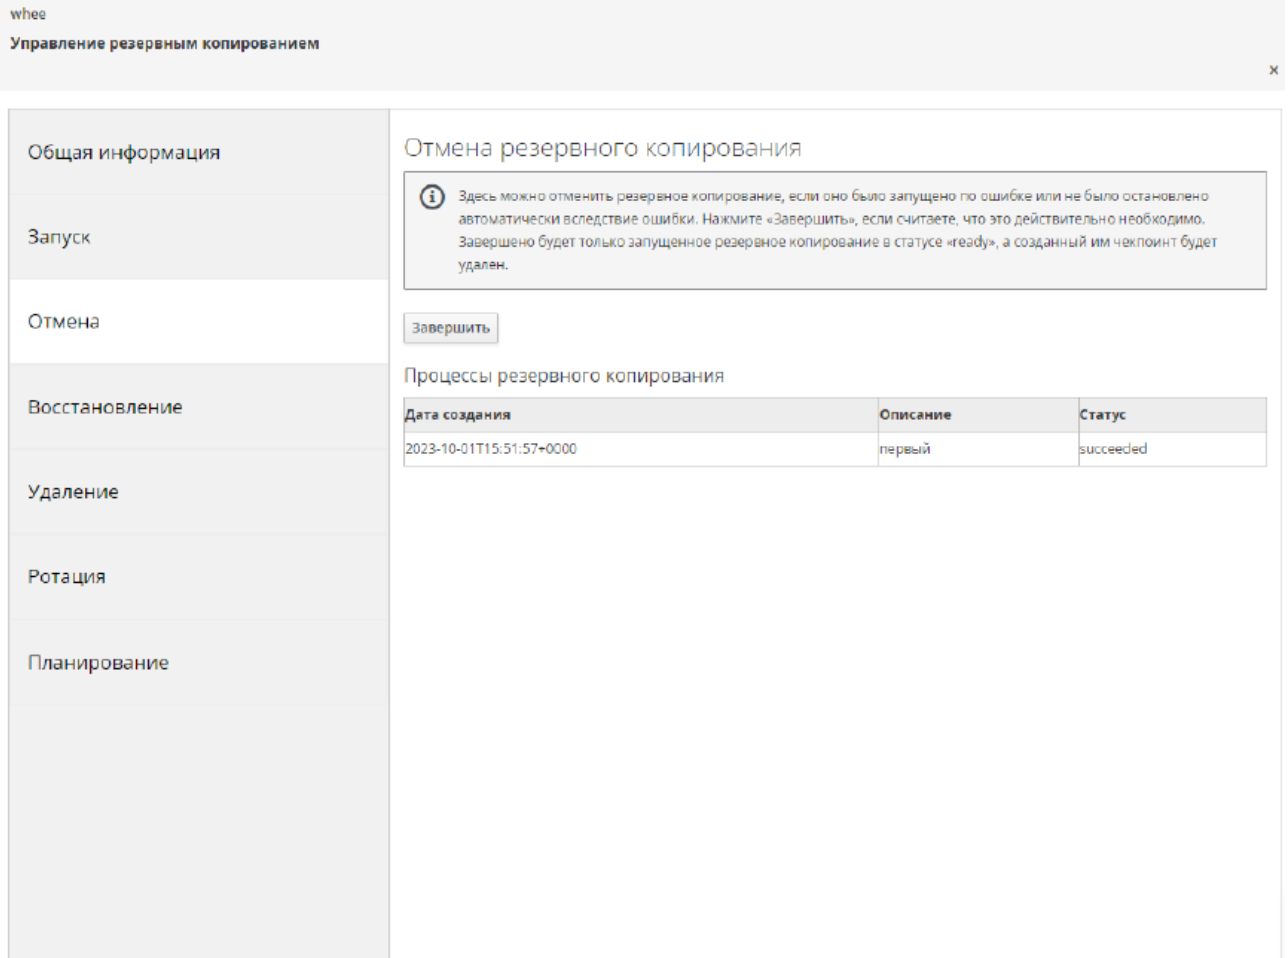 whee
Управление резервным копированием
×
Общая информация
Запуск
Отмена
Восстановление
Удаление
Ротация
Планирование
Отмена резервного копирования
Здесь можно отменить резервное копирование, если оно было запущено по ошибке или не было остановлено
автоматически вследствие ошибки. Нажмите «Завершить», если считаете, что это действительно необходимо.
Завершено будет только запущенное резервное копирование в статусе «ready», а созданный им чекпоинт будет
удален.
Завершить
Процессы резервного копирования
Дата создания Описание Статус
2023-10-01T15:51:57+0000 первый succeeded